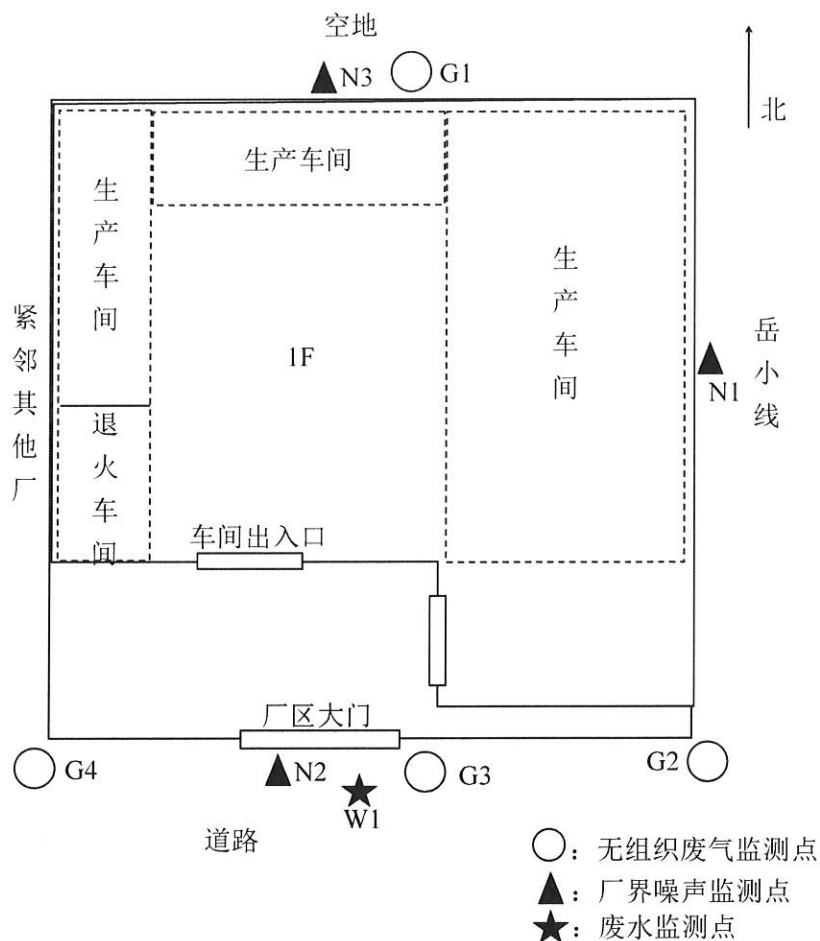 空地
N3
G1
北
生产车间
生产车间
生产车间
紧邻其他厂
1F
岳小线
N1
退火车间
车间出入口
厂区大门
G4
N2
G3
G2
W1
道路
○：无组织废气监测点
▲：厂界噪声监测点
★：废水监测点